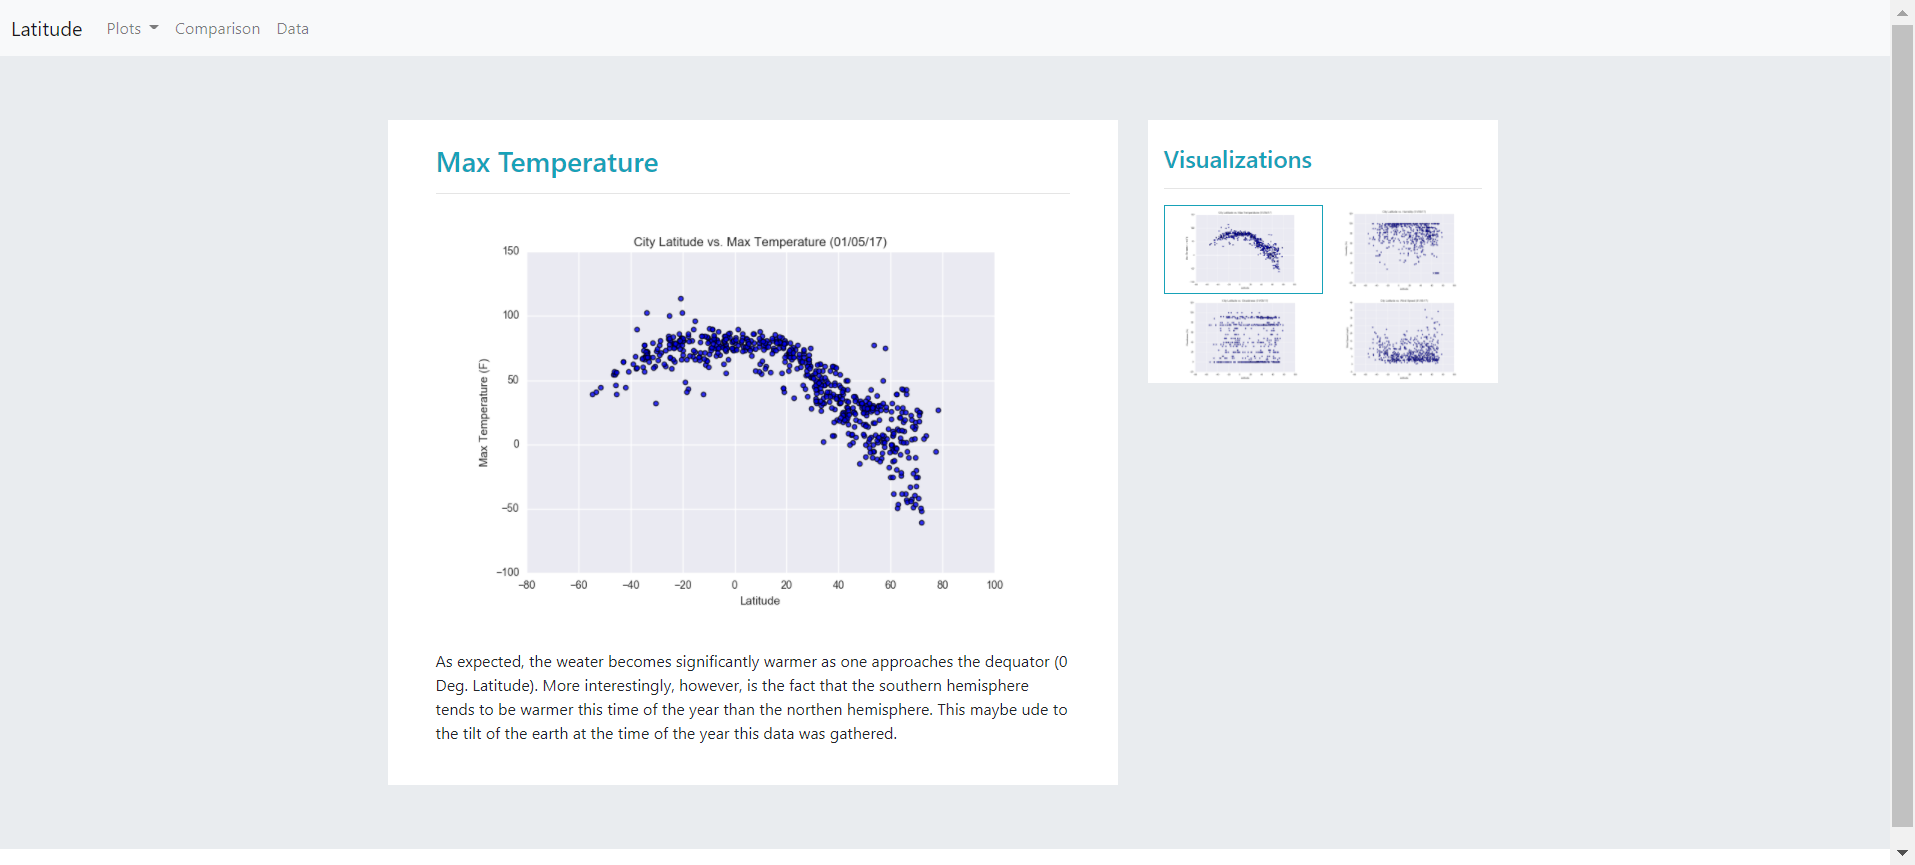 Latitude Plots Comparison Data
Max Temperature
City Latitude vs. Max Temperature (01/05/17)
150
100
50
0
−50
−100
Max Temperature (F)
−80 −60 −40 −20 0 20 40 60 80 100
Latitude
As expected, the weater becomes significantly warmer as one approaches the dequator (0
Deg. Latitude). More interestingly, however, is the fact that the southern hemisphere
tends to be warmer this time of the year than the northen hemisphere. This maybe ude to
the tilt of the earth at the time of the year this data was gathered.
Visualizations